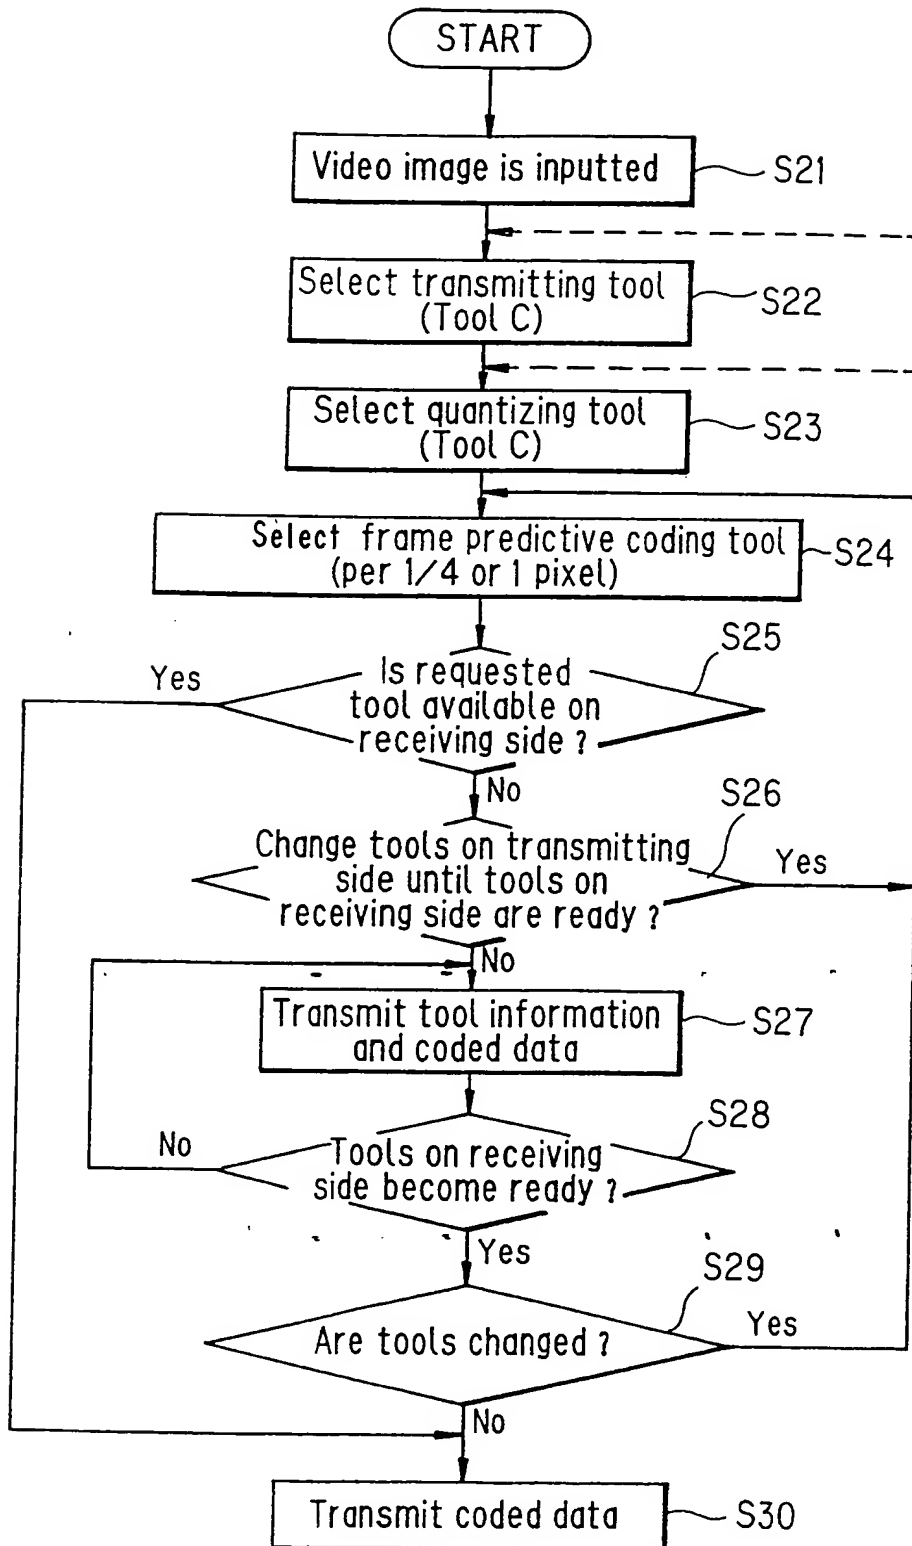 START
Video image is inputted
S21
Select transmitting tool
(Tool C)
S22
Select quantizing tool
(Tool C)
S23
Select frame predictive coding tool
(per 1/4 or 1 pixel)
S24
S25
Yes
Is requested
tool available on
receiving side ?
No
S26
Change tools on transmitting
side until tools on
receiving side are ready ?
Yes
No
Transmit tool information
and coded data
S27
S28
No
Tools on receiving
side become ready ?
Yes
S29
Are tools changed ?
Yes
No
Transmit coded data
S30